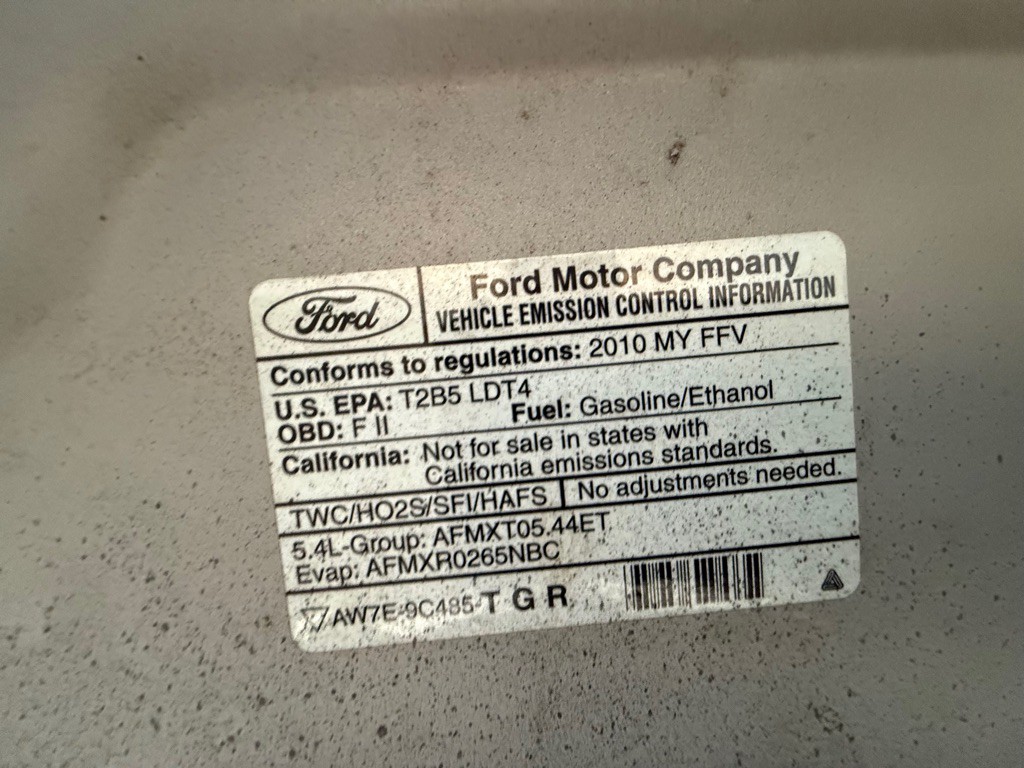 Ford
Ford Motor Company
VEHICLE EMISSION CONTROL INFORMATION
Conforms to regulations: 2010 MY FFV
U.S. EPA: T2B5 LDT4
OBD: F II Fuel: Gasoline/Ethanol
California: Not for sale in states with
California emissions standards.
TWC/HO2S/SFI/HAFS No adjustments needed.
5.4L-Group: AFMXT05.44ET
Evap: AFMXR0265NBC
AW7E-9C485-T G R